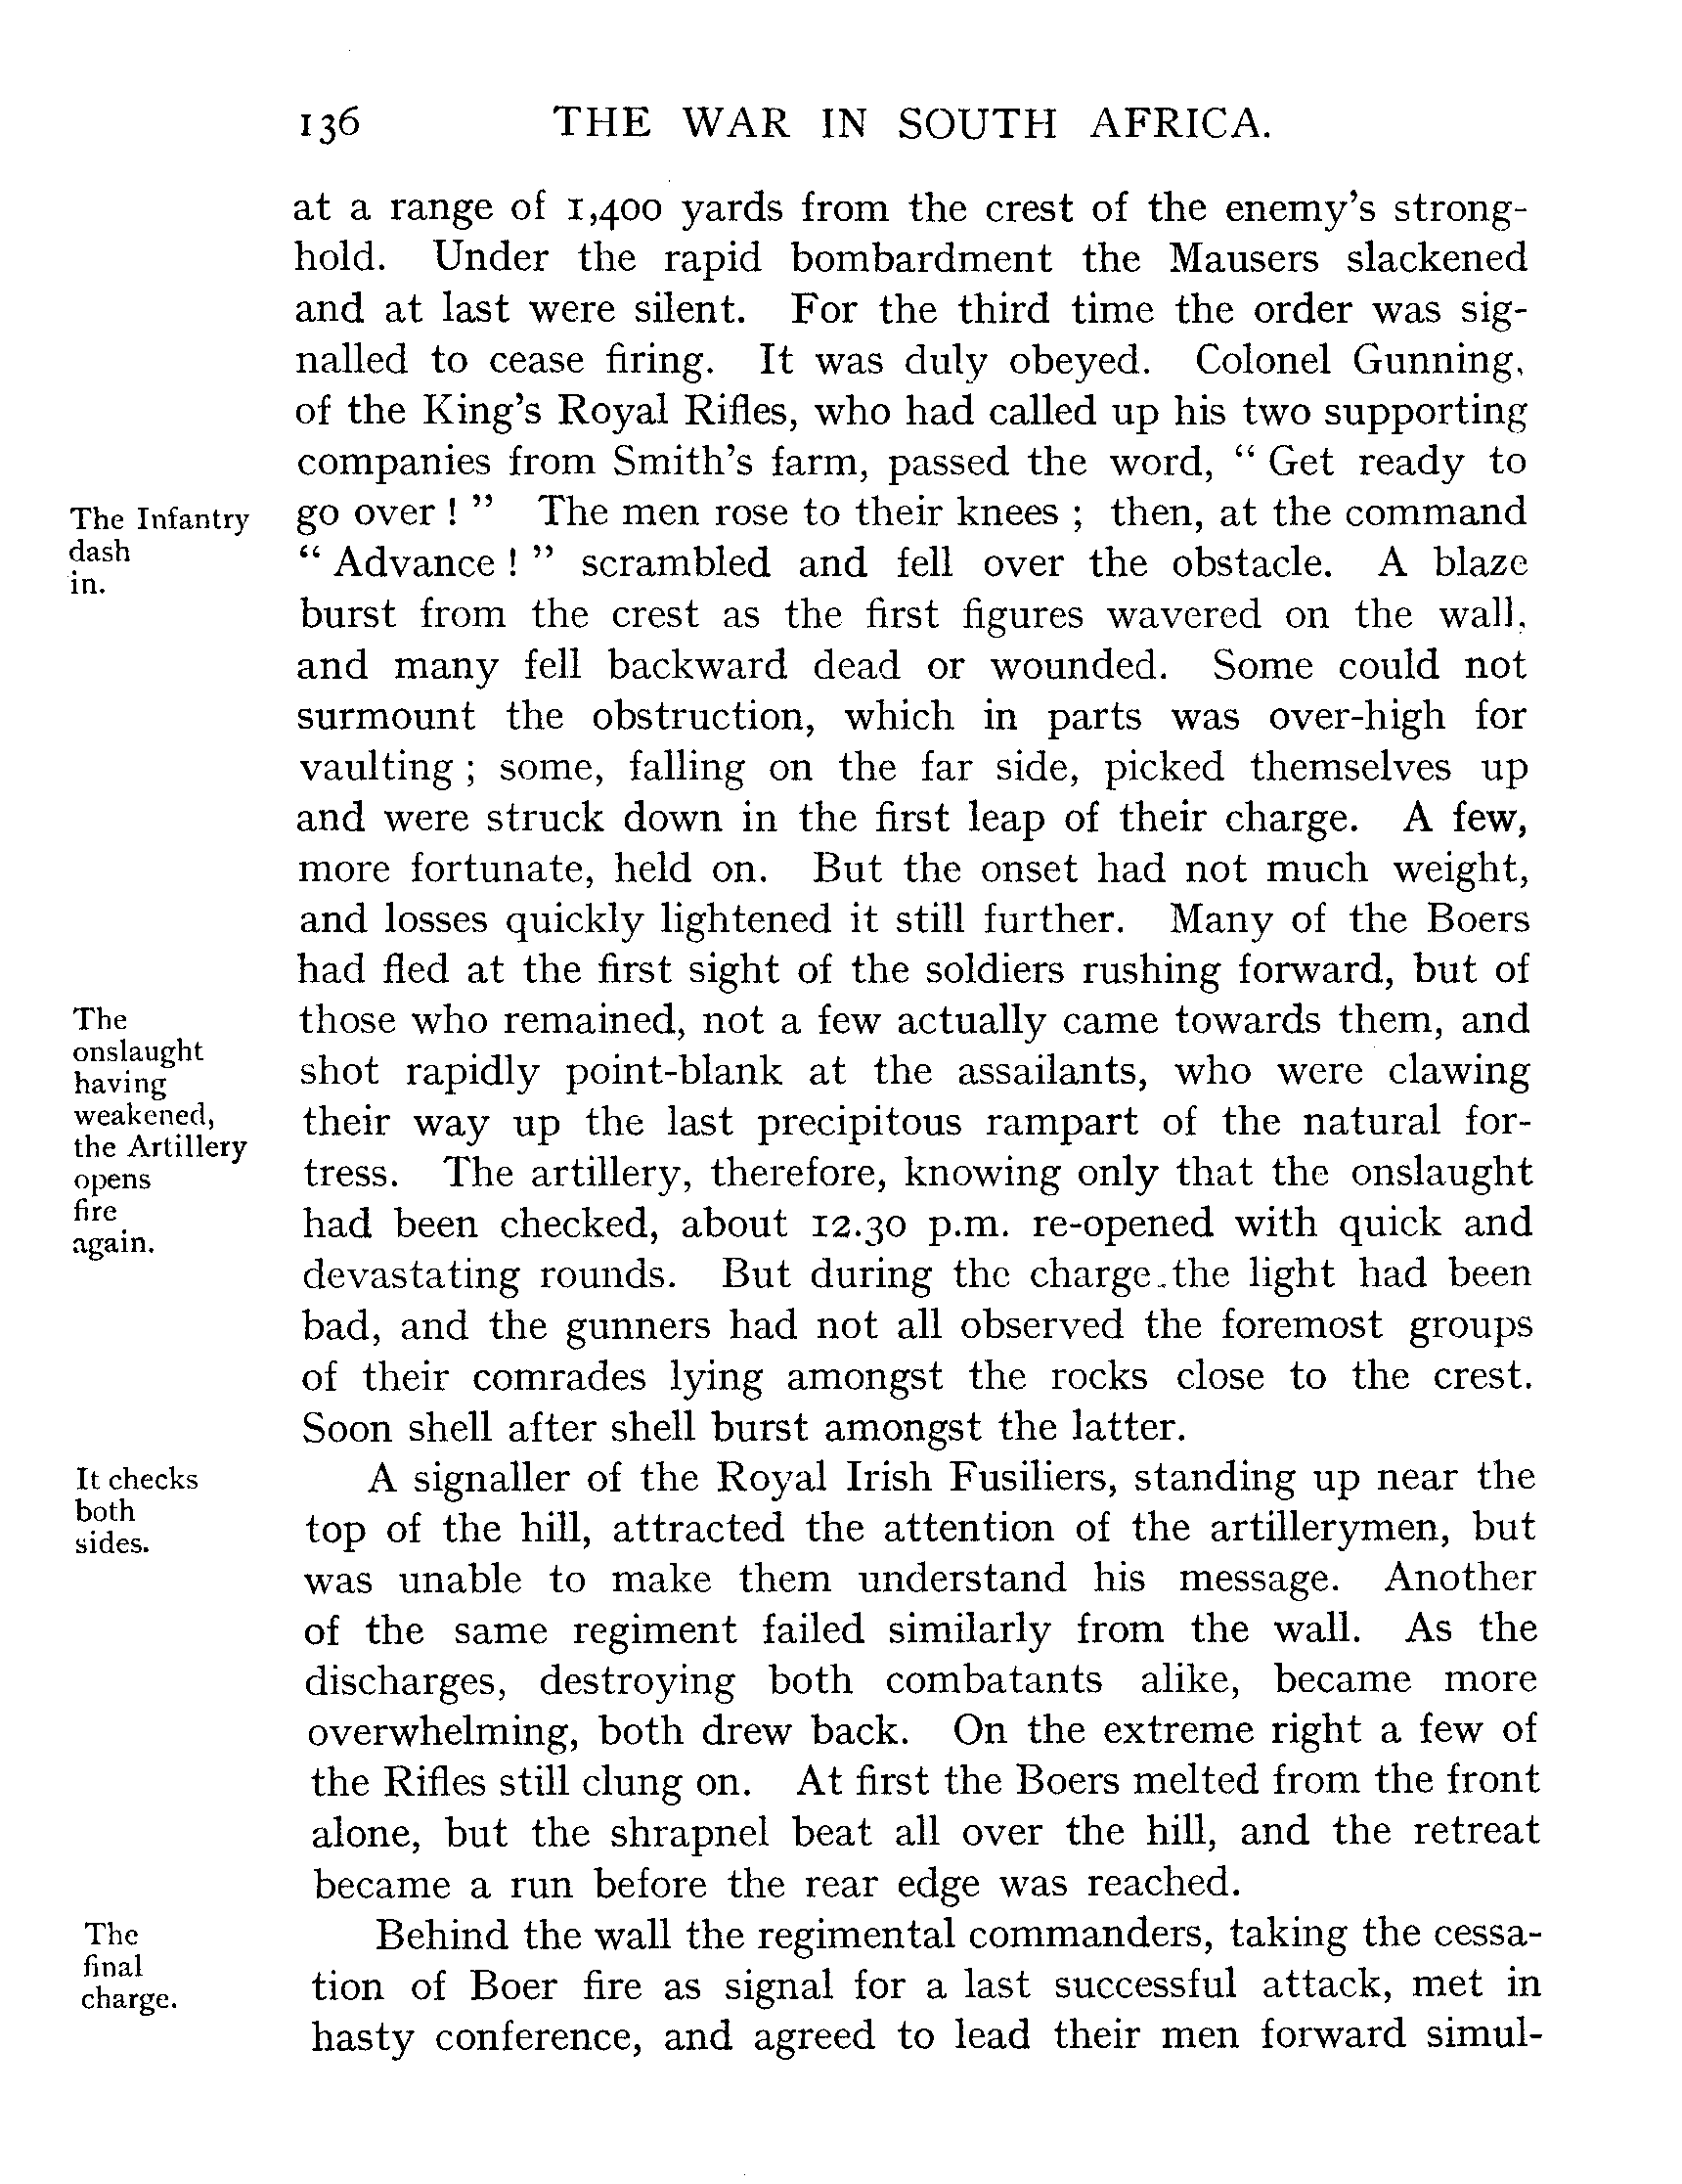 136 THE WAR IN SOUTH AFRICA.
at a range of 1,400 yards from the crest of the enemy's strong-
hold. Under the rapid bombardment the Mausers slackened
and at last were silent. For the third time the order was sig-
nalled to cease firing. It was duly obeyed. Colonel Gunning,
of the King's Royal Rifles, who had called up his two supporting
companies from Smith's farm, passed the word, “ Get ready to
The Infantry
dash
in.
go over ! ” The men rose to their knees ; then, at the command
“ Advance ! ” scrambled and fell over the obstacle. A blaze
burst from the crest as the first figures wavered on the wall,
and many fell backward dead or wounded. Some could not
surmount the obstruction, which in parts was over-high for
vaulting ; some, falling on the far side, picked themselves up
and were struck down in the first leap of their charge. A few,
more fortunate, held on. But the onset had not much weight,
and losses quickly lightened it still further. Many of the Boers
had fled at the first sight of the soldiers rushing forward, but of
The
onslaught
having
weakened,
the Artillery
opens
fire
again.
those who remained, not a few actually came towards them, and
shot rapidly point-blank at the assailants, who were clawing
their way up the last precipitous rampart of the natural for-
tress. The artillery, therefore, knowing only that the onslaught
had been checked, about 12.30 p.m. re-opened with quick and
devastating rounds. But during the charge the light had been
bad, and the gunners had not all observed the foremost groups
of their comrades lying amongst the rocks close to the crest.
Soon shell after shell burst amongst the latter.
It checks
both
sides.
A signaller of the Royal Irish Fusiliers, standing up near the
top of the hill, attracted the attention of the artillerymen, but
was unable to make them understand his message. Another
of the same regiment failed similarly from the wall. As the
discharges, destroying both combatants alike, became more
overwhelming, both drew back. On the extreme right a few of
the Rifles still clung on. At first the Boers melted from the front
alone, but the shrapnel beat all over the hill, and the retreat
became a run before the rear edge was reached.
The
final
charge.
Behind the wall the regimental commanders, taking the cessa-
tion of Boer fire as signal for a last successful attack, met in
hasty conference, and agreed to lead their men forward simul-